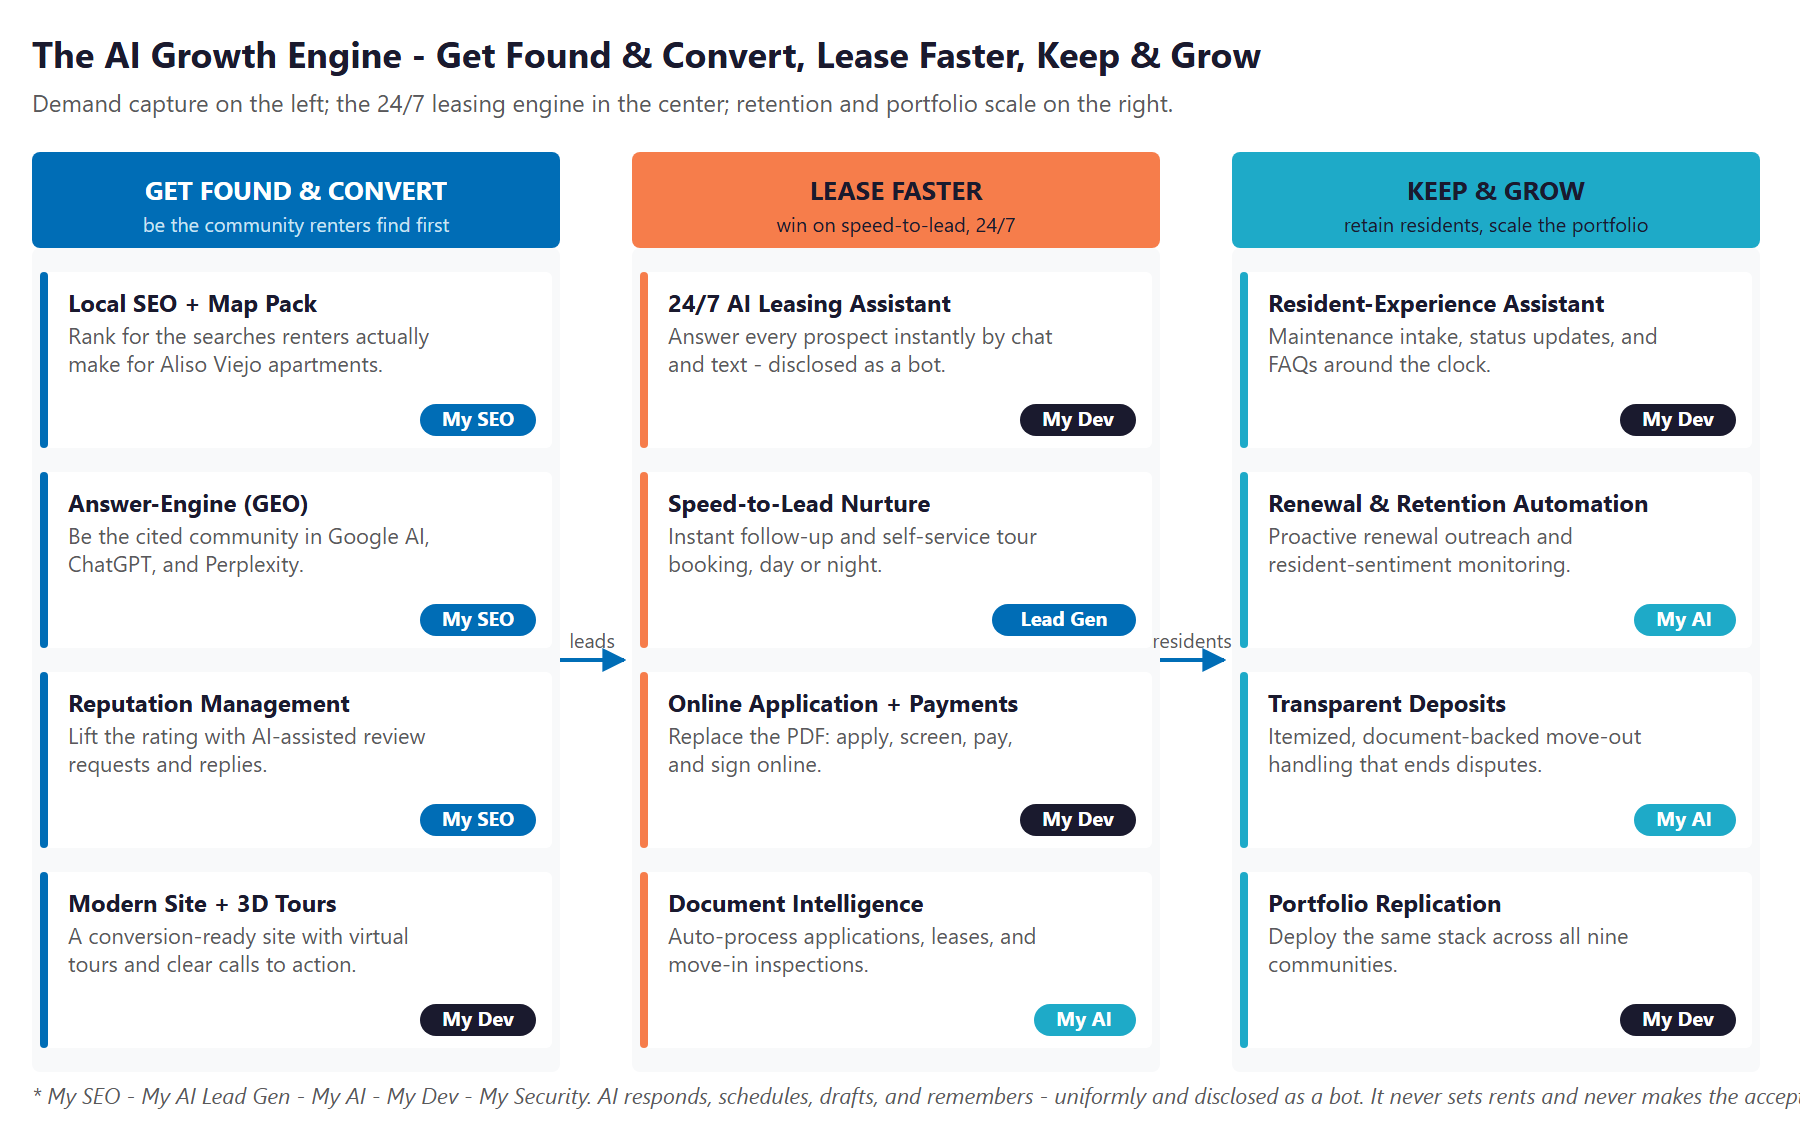 The AI Growth Engine - Get Found & Convert, Lease Faster, Keep & Grow
Demand capture on the left; the 24/7 leasing engine in the center; retention and portfolio scale on the right.
GET FOUND & CONVERT
be the community renters find first
Local SEO + Map Pack
Rank for the searches renters actually
make for Aliso Viejo apartments.
My SEO
Answer-Engine (GEO)
Be the cited community in Google AI,
ChatGPT, and Perplexity.
My SEO
Reputation Management
Lift the rating with AI-assisted review
requests and replies.
My SEO
Modern Site + 3D Tours
A conversion-ready site with virtual
tours and clear calls to action.
My Dev
leads
LEASE FASTER
win on speed-to-lead, 24/7
24/7 AI Leasing Assistant
Answer every prospect instantly by chat
and text - disclosed as a bot.
My Dev
Speed-to-Lead Nurture
Instant follow-up and self-service tour
booking, day or night.
Lead Gen
Online Application + Payments
Replace the PDF: apply, screen, pay,
and sign online.
My Dev
Document Intelligence
Auto-process applications, leases, and
move-in inspections.
My AI
residents
KEEP & GROW
retain residents, scale the portfolio
Resident-Experience Assistant
Maintenance intake, status updates, and
FAQs around the clock.
My Dev
Renewal & Retention Automation
Proactive renewal outreach and
resident-sentiment monitoring.
My AI
Transparent Deposits
Itemized, document-backed move-out
handling that ends disputes.
My AI
Portfolio Replication
Deploy the same stack across all nine
communities.
My Dev
* My SEO - My AI Lead Gen - My AI - My Dev - My Security. AI responds, schedules, drafts, and remembers - uniformly and disclosed as a bot. It never sets rents and never makes the